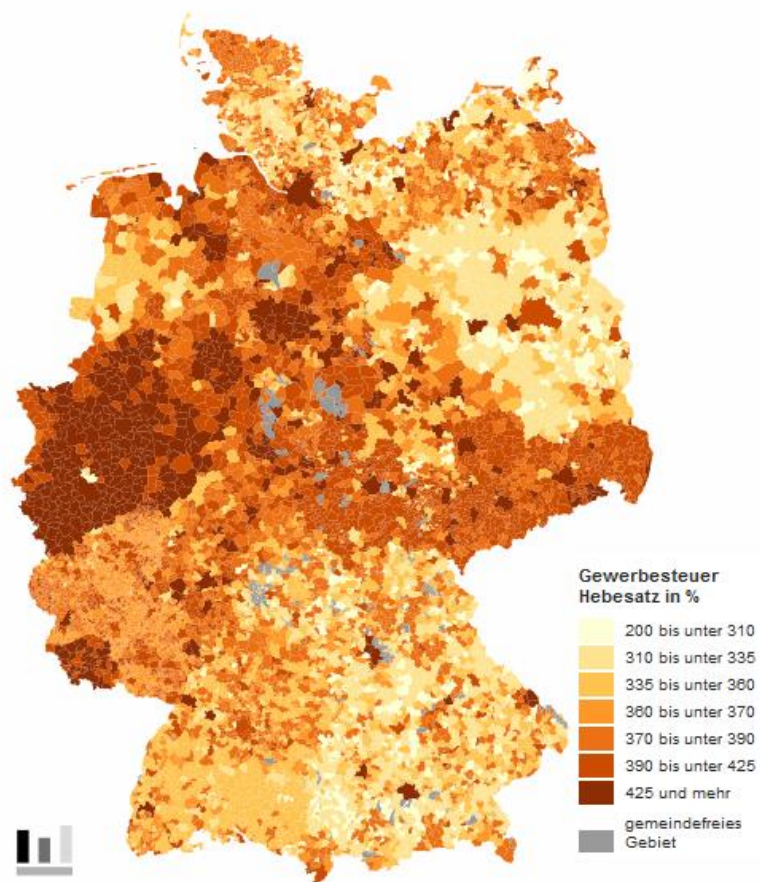 Gewerbesteuer
Hebesatz in %
200 bis unter 310
310 bis unter 335
335 bis unter 360
360 bis unter 370
370 bis unter 390
390 bis unter 425
425 und mehr
gemeindefreies
Gebiet